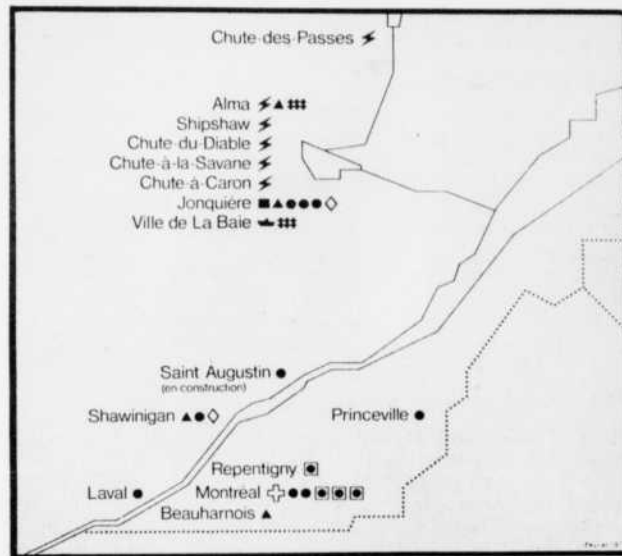 Chute-des-Passes
Alma
Shipshaw
Chute-du-Diable
Chute-à-la-Savane
Chute-à-Caron
Jonquière
Ville de La Baie
Saint Augustin
(en construction)
Shawinigan
Princeville
Repentigny
Laval
Montréal
Beauharnois